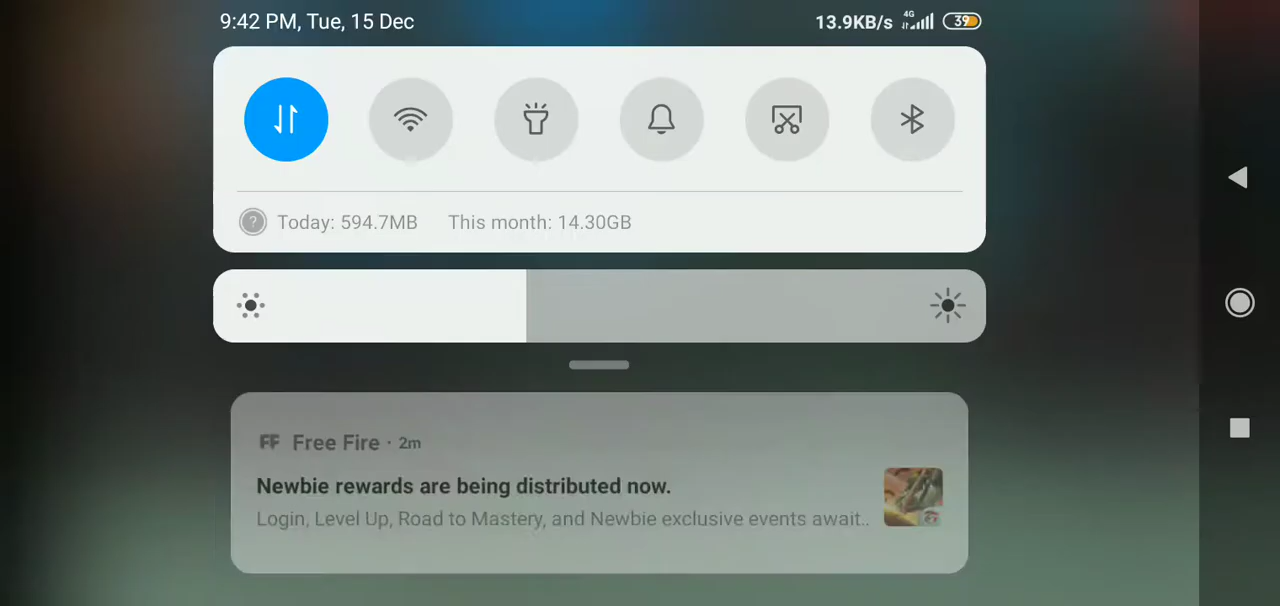 9:42 PM, Tue, 15 Dec 13.9KB/s 4G 39
Today: 594.7MB This month: 14.30GB
FF Free Fire · 2m
Newbie rewards are being distributed now.
Login, Level Up, Road to Mastery, and Newbie exclusive events await..